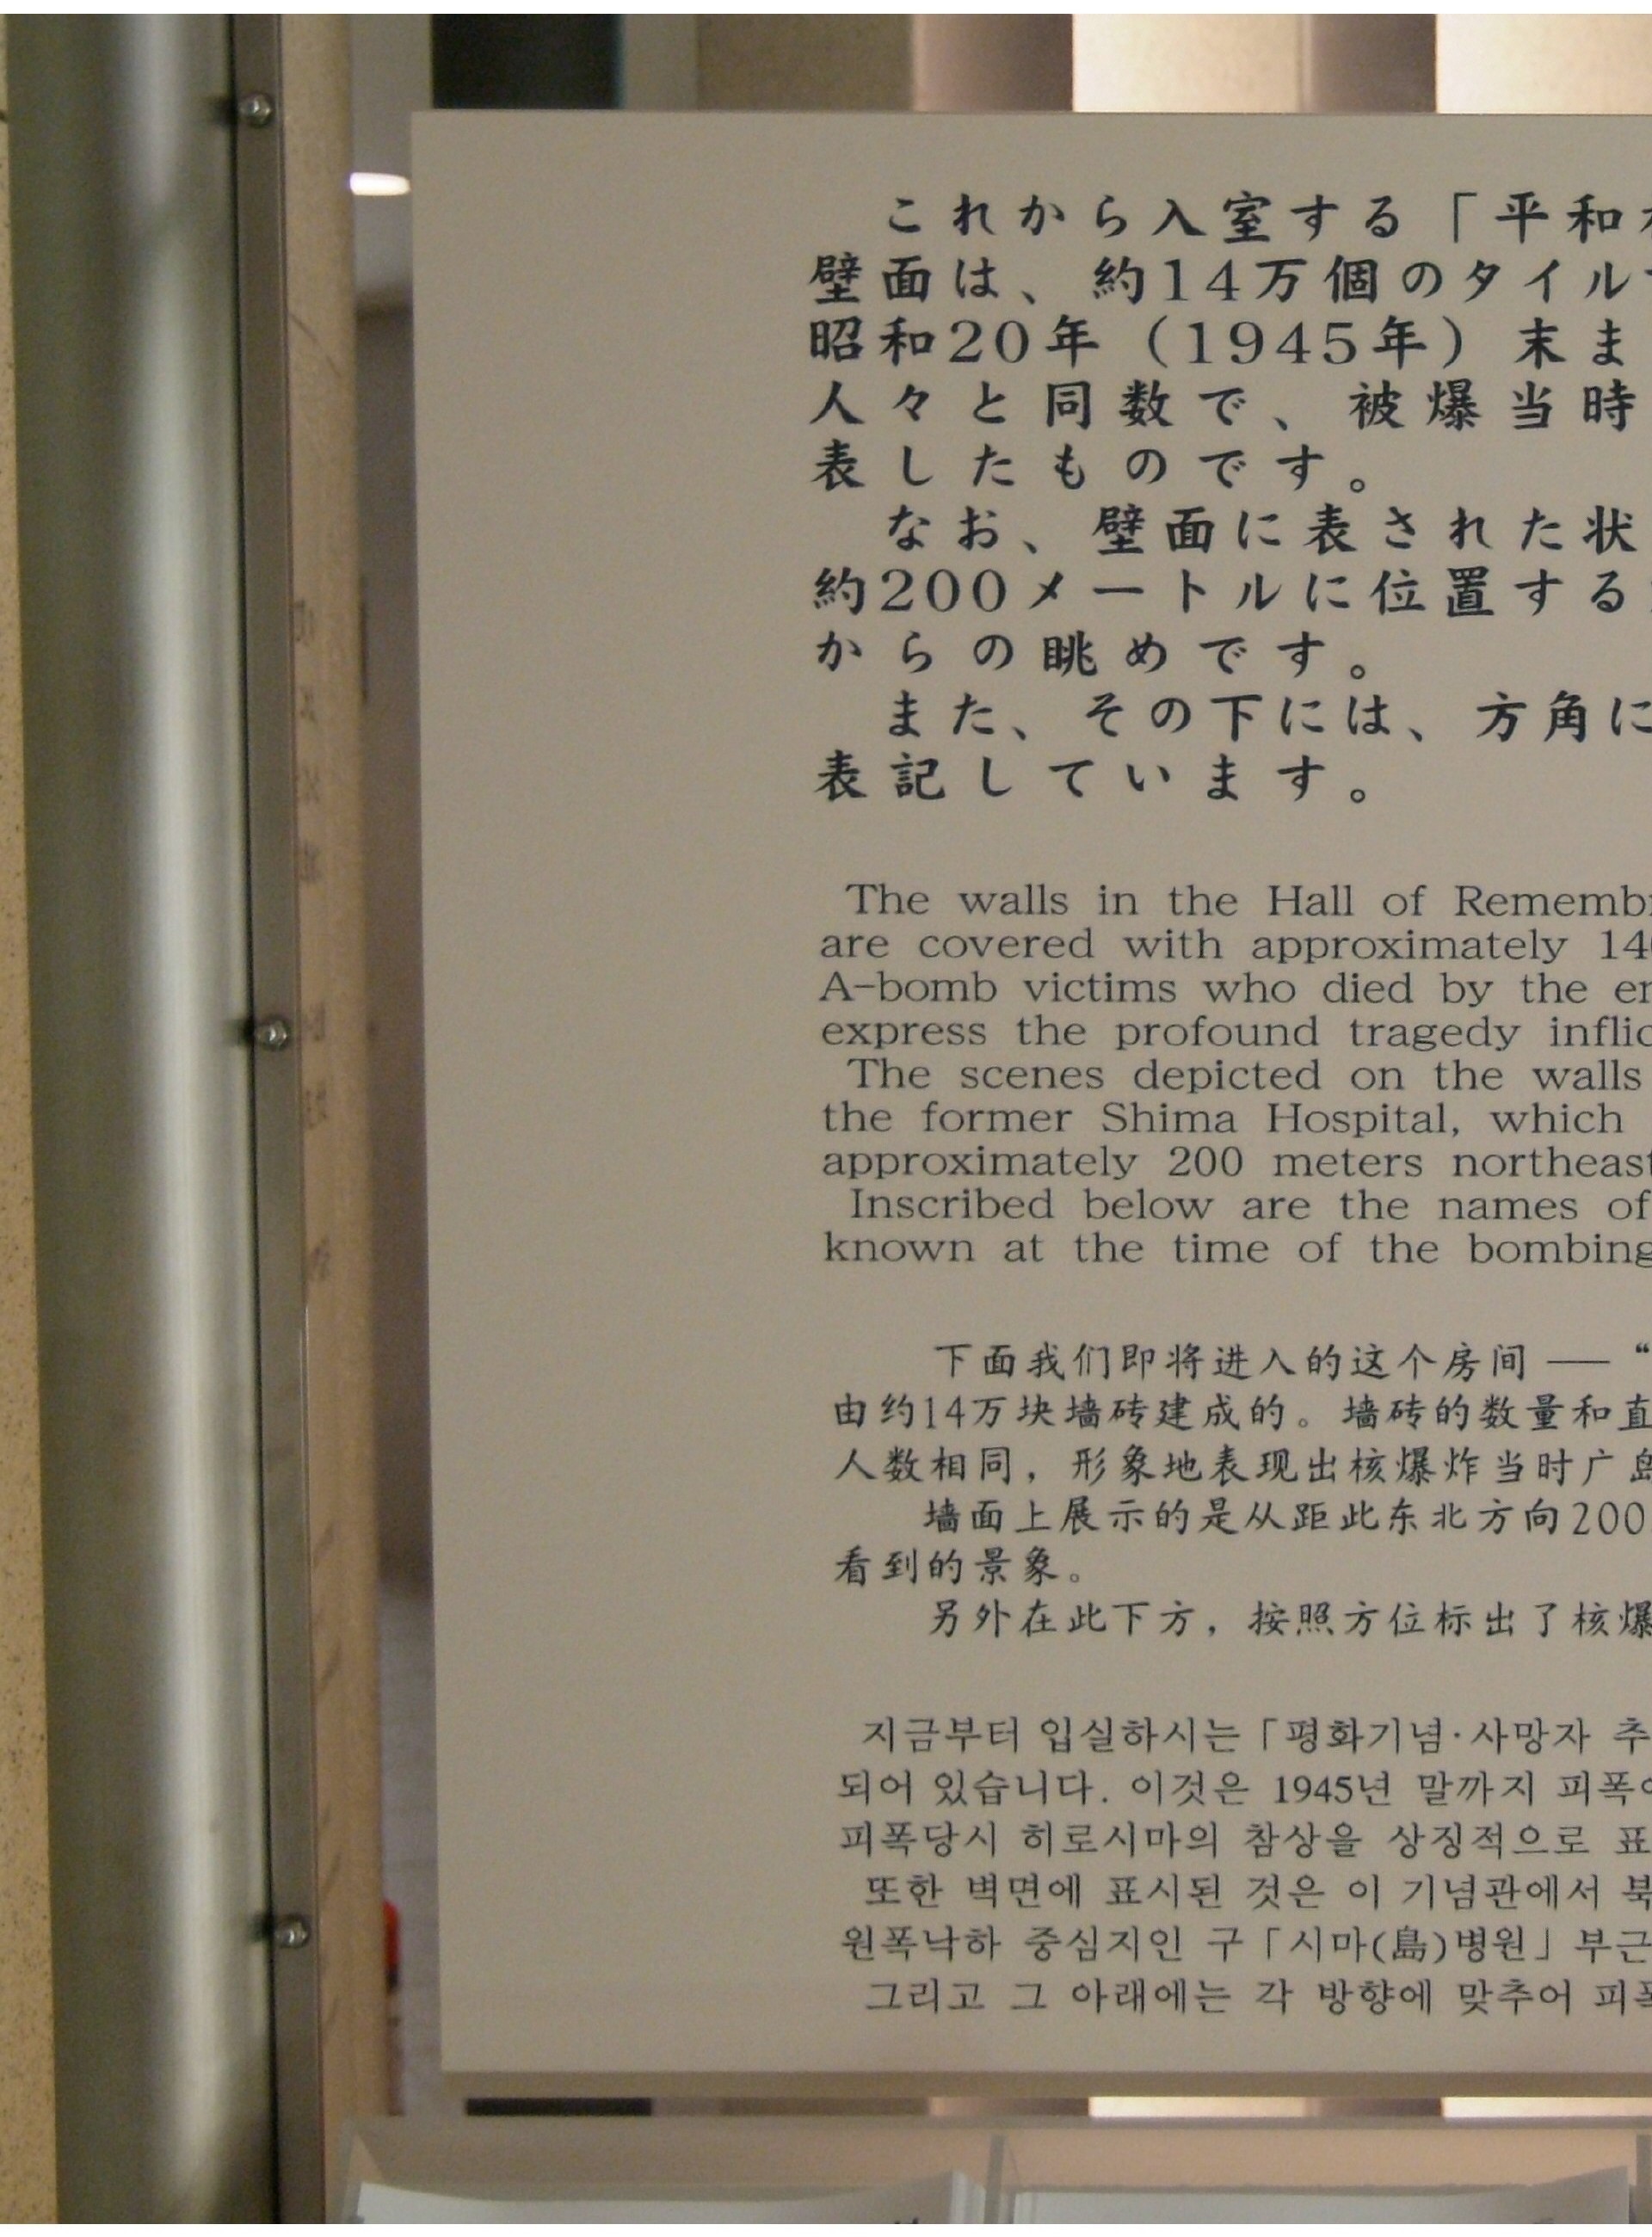 これから入室する「平和
壁面は、約14万個のタイル
昭和20年（1945年）末ま
人々と同数で、被爆当時
表したものです。
なお、壁面に表された状
約200メートルに位置する
からの眺めです。
また、その下には、方角に
表記しています。
The walls in the Hall of Rememb
are covered with approximately 14
A-bomb victims who died by the
express the profound tragedy inflic
The scenes depicted on the walls
the former Shima Hospital, which
approximately 200 meters northeast
Inscribed below are the names of
known at the time of the bombing
下面我们即将进入的这个房间 —— “
由约14万块墙砖建成的。墙砖的数量和直
人数相同，形象地表现出核爆炸当时广岛
墙面上展示的是从距此东北方向200
看到的景象。
另外在此下方，按照方位标出了核爆
지금부터 입실하시는「평화기념·사망자 추
되어 있습니다. 이것은 1945년 말까지 피폭
피폭당시 히로시마의 참상을 상징적으로 표
또한 벽면에 표시된 것은 이 기념관에서 북
원폭낙하 중심지인 구「시마(島)병원」부근
그리고 그 아래에는 각 방향에 맞추어 피폭